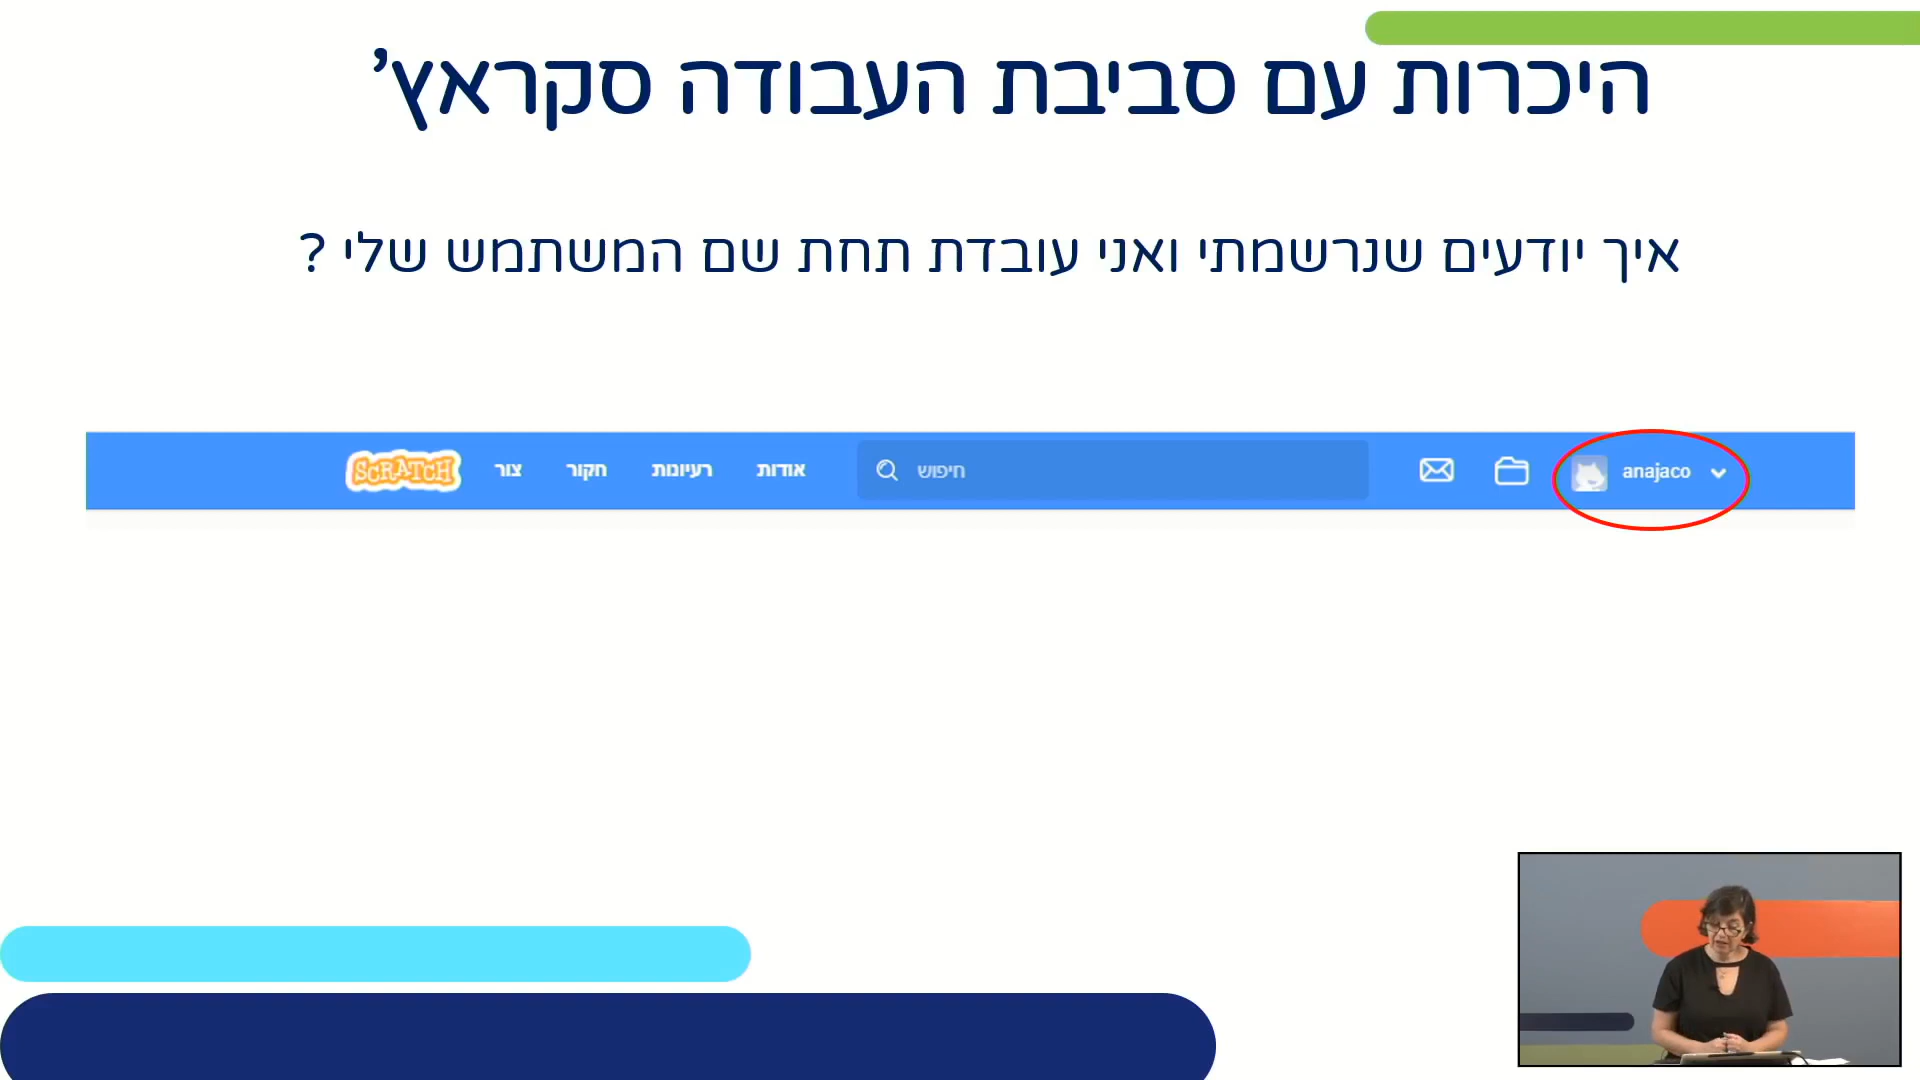 היכרות עם סביבת העבודה סקראץ'
איך יודעים שנרשמתי ואני עובדת תחת שם המשתמש שלי ?
SCRATCH צור חקור רעיונות אודות חיפוש anajaco